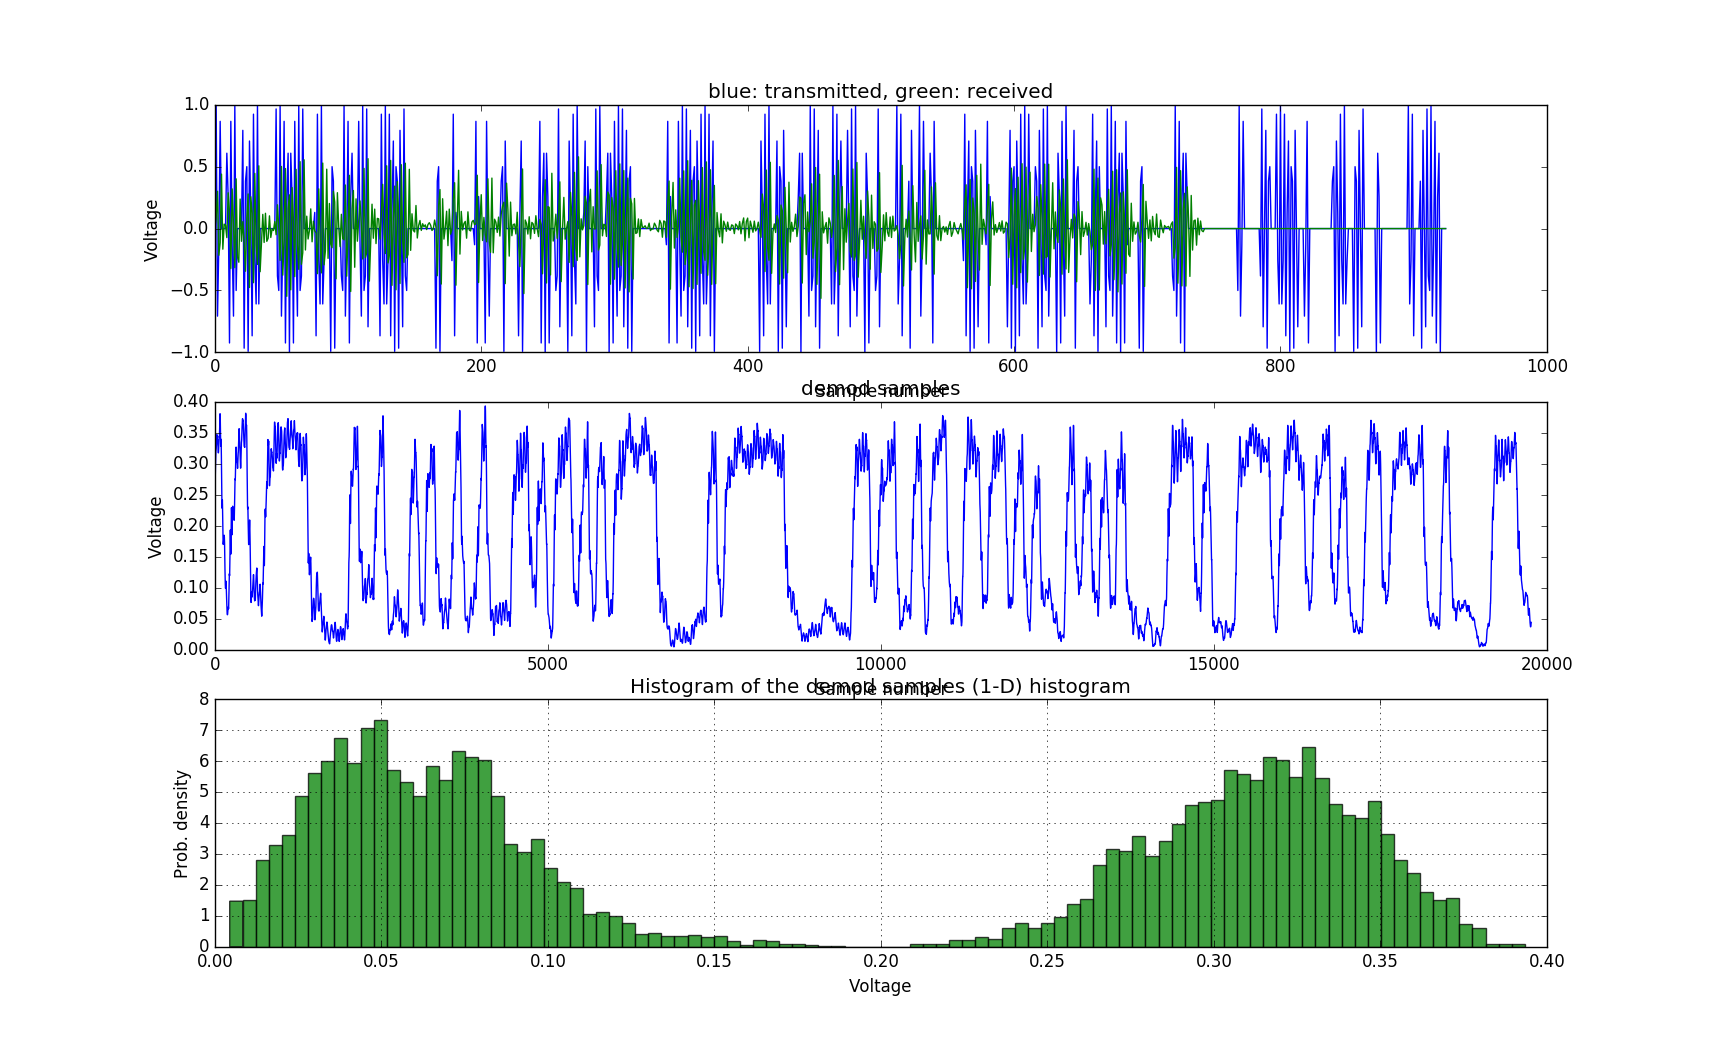 blue: transmitted, green: received
1.0
0.5
0.0
−0.5
−1.0
Voltage
0 200 400 600 800 1000
Sample number
demod samples
0.40
0.35
0.30
0.25
0.20
0.15
0.10
0.05
0.00
Voltage
0 5000 10000 15000 20000
Sample number
Histogram of the demod samples (1-D) histogram
8
7
6
5
4
3
2
1
0
Prob. density
0.00 0.05 0.10 0.15 0.20 0.25 0.30 0.35 0.40
Voltage